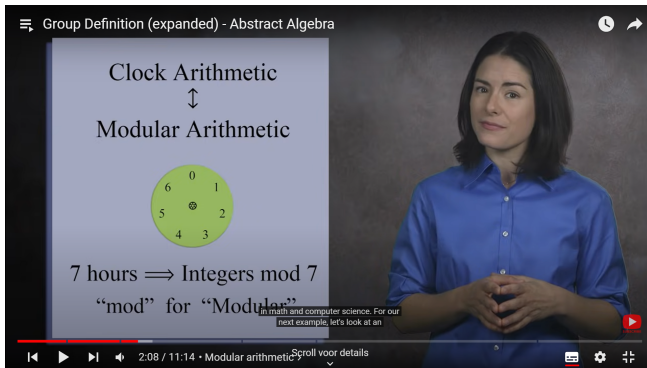 Group Definition (expanded) - Abstract Algebra
Clock Arithmetic
↕
Modular Arithmetic
0
6 1
5 2
4 3
7 hours ⟹ Integers mod 7
“mod” for “Modular”
in math and computer science. For our
next example, let's look at an
2:08 / 11:14 • Modular arithmetic
Scroll voor details